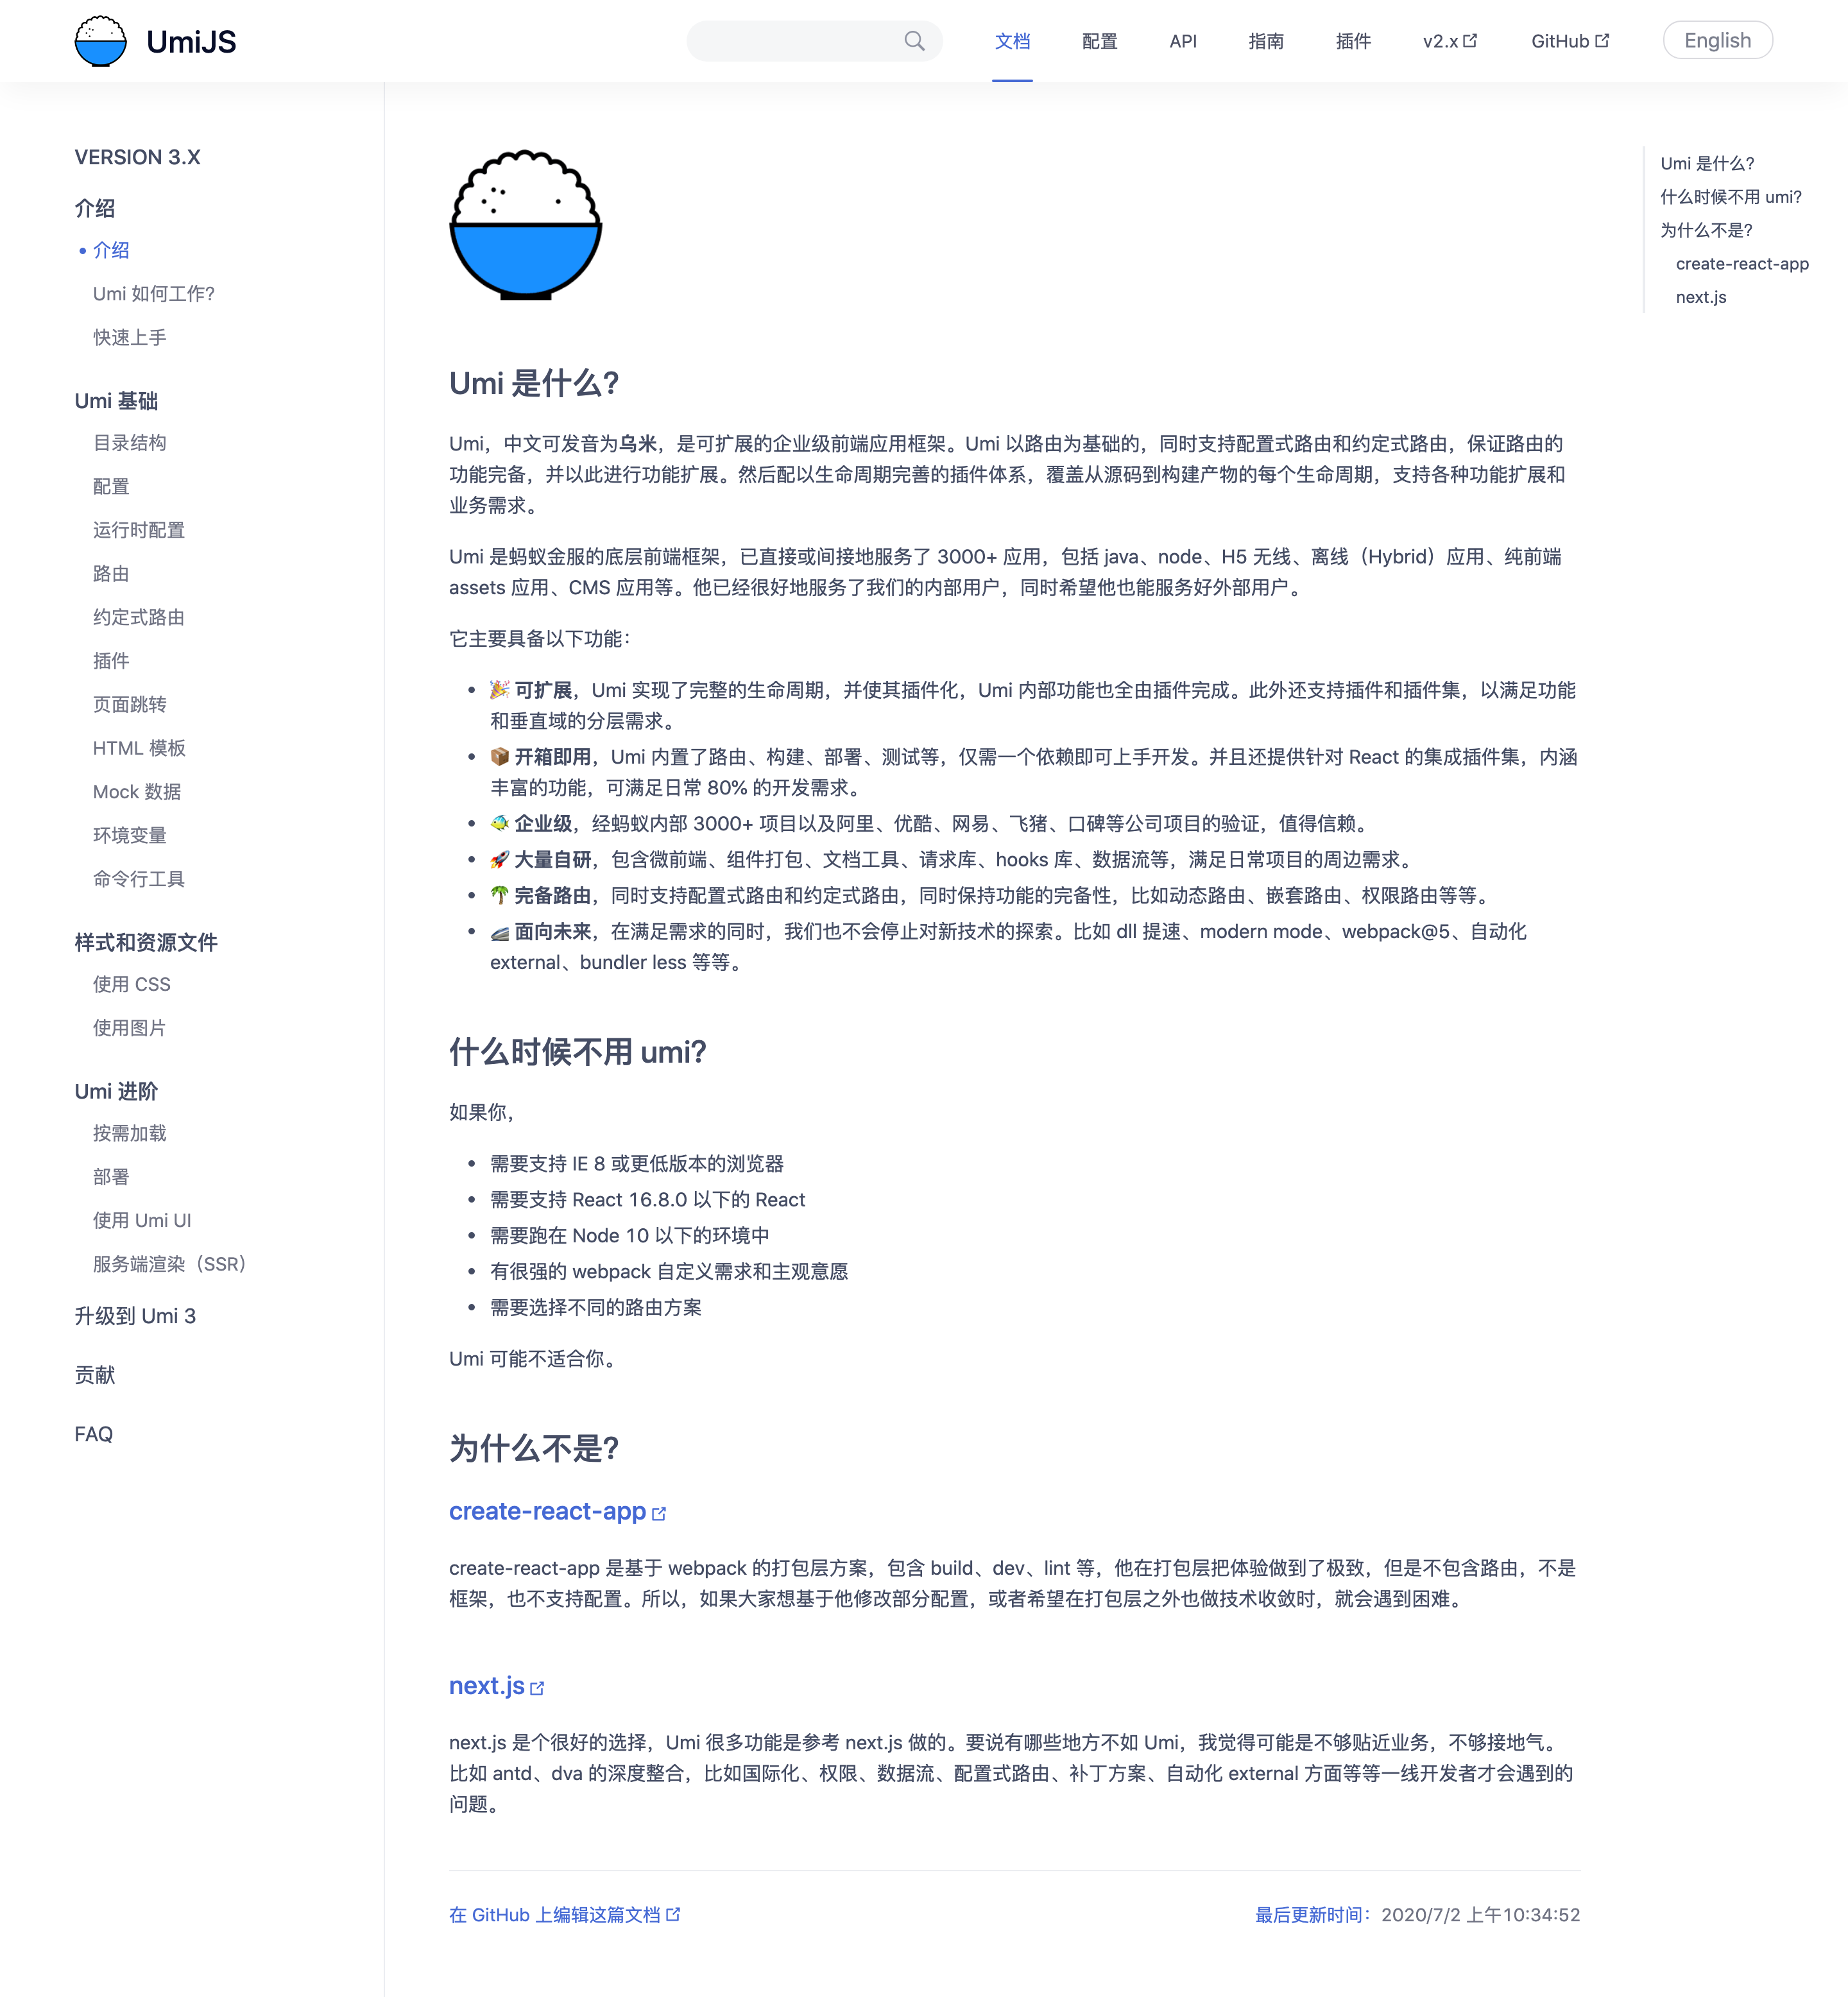 UmiJS
文档
配置
API
指南
插件
v2.x
GitHub
English
VERSION 3.X
介绍
介绍
Umi 如何工作?
快速上手
Umi 基础
目录结构
配置
运行时配置
路由
约定式路由
插件
页面跳转
HTML 模板
Mock 数据
环境变量
命令行工具
样式和资源文件
使用 CSS
使用图片
Umi 进阶
按需加载
部署
使用 Umi UI
服务端渲染（SSR）
升级到 Umi 3
贡献
FAQ
Umi 是什么?
Umi，中文可发音为乌米，是可扩展的企业级前端应用框架。Umi 以路由为基础的，同时支持配置式路由和约定式路由，保证路由的
功能完备，并以此进行功能扩展。然后配以生命周期完善的插件体系，覆盖从源码到构建产物的每个生命周期，支持各种功能扩展和
业务需求。
Umi 是蚂蚁金服的底层前端框架，已直接或间接地服务了 3000+ 应用，包括 java、node、H5 无线、离线（Hybrid）应用、纯前端
assets 应用、CMS 应用等。他已经很好地服务了我们的内部用户，同时希望他也能服务好外部用户。
它主要具备以下功能：
• 🎉 可扩展，Umi 实现了完整的生命周期，并使其插件化，Umi 内部功能也全由插件完成。此外还支持插件和插件集，以满足功能
和垂直域的分层需求。
• 📦 开箱即用，Umi 内置了路由、构建、部署、测试等，仅需一个依赖即可上手开发。并且还提供针对 React 的集成插件集，内涵
丰富的功能，可满足日常 80% 的开发需求。
• 🐠 企业级，经蚂蚁内部 3000+ 项目以及阿里、优酷、网易、飞猪、口碑等公司项目的验证，值得信赖。
• 🚀 大量自研，包含微前端、组件打包、文档工具、请求库、hooks 库、数据流等，满足日常项目的周边需求。
• 🌴 完备路由，同时支持配置式路由和约定式路由，同时保持功能的完备性，比如动态路由、嵌套路由、权限路由等等。
• 🚄 面向未来，在满足需求的同时，我们也不会停止对新技术的探索。比如 dll 提速、modern mode、webpack@5、自动化
external、bundler less 等等。
什么时候不用 umi?
如果你，
• 需要支持 IE 8 或更低版本的浏览器
• 需要支持 React 16.8.0 以下的 React
• 需要跑在 Node 10 以下的环境中
• 有很强的 webpack 自定义需求和主观意愿
• 需要选择不同的路由方案
Umi 可能不适合你。
为什么不是?
create-react-app
create-react-app 是基于 webpack 的打包层方案，包含 build、dev、lint 等，他在打包层把体验做到了极致，但是不包含路由，不是
框架，也不支持配置。所以，如果大家想基于他修改部分配置，或者希望在打包层之外也做技术收敛时，就会遇到困难。
next.js
next.js 是个很好的选择，Umi 很多功能是参考 next.js 做的。要说有哪些地方不如 Umi，我觉得可能是不够贴近业务，不够接地气。
比如 antd、dva 的深度整合，比如国际化、权限、数据流、配置式路由、补丁方案、自动化 external 方面等等一线开发者才会遇到的
问题。
在 GitHub 上编辑这篇文档
最后更新时间：2020/7/2 上午10:34:52
Umi 是什么?
什么时候不用 umi?
为什么不是?
create-react-app
next.js